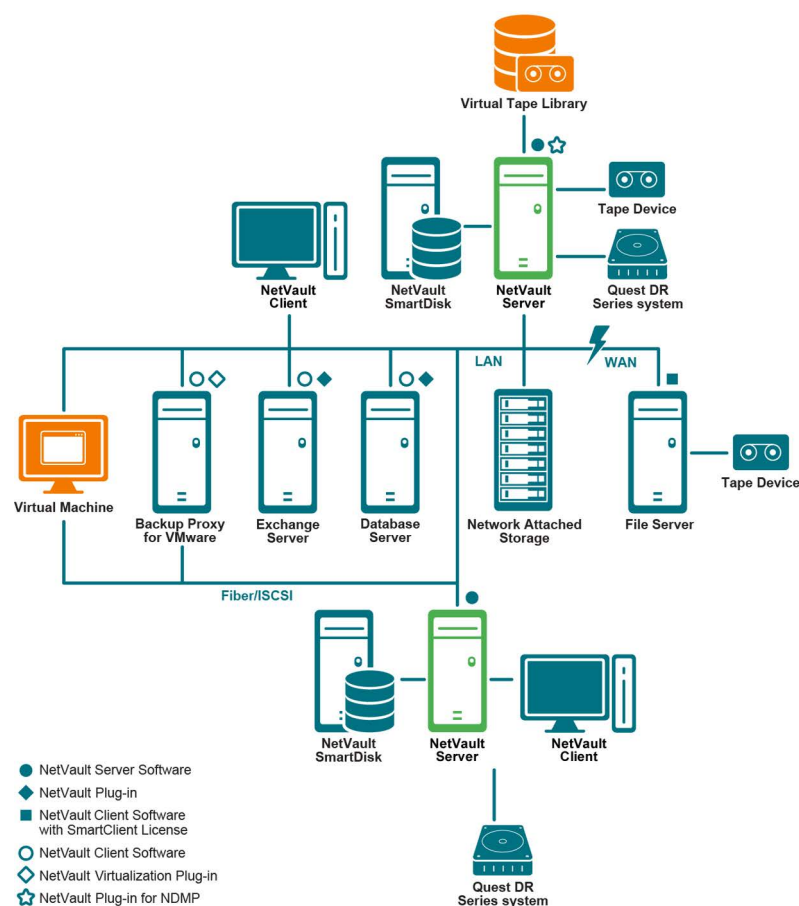 Virtual Tape Library
Tape Device
NetVault
Client
NetVault
SmartDisk
NetVault
Server
Quest DR
Series system
LAN
WAN
Virtual Machine
Backup Proxy
for VMware
Exchange
Server
Database
Server
Network Attached
Storage
File Server
Tape Device
Fiber/ISCSI
NetVault
SmartDisk
NetVault
Server
NetVault
Client
NetVault Server Software
NetVault Plug-in
NetVault Client Software
with SmartClient License
NetVault Client Software
NetVault Virtualization Plug-in
NetVault Plug-in for NDMP
Quest DR
Series system